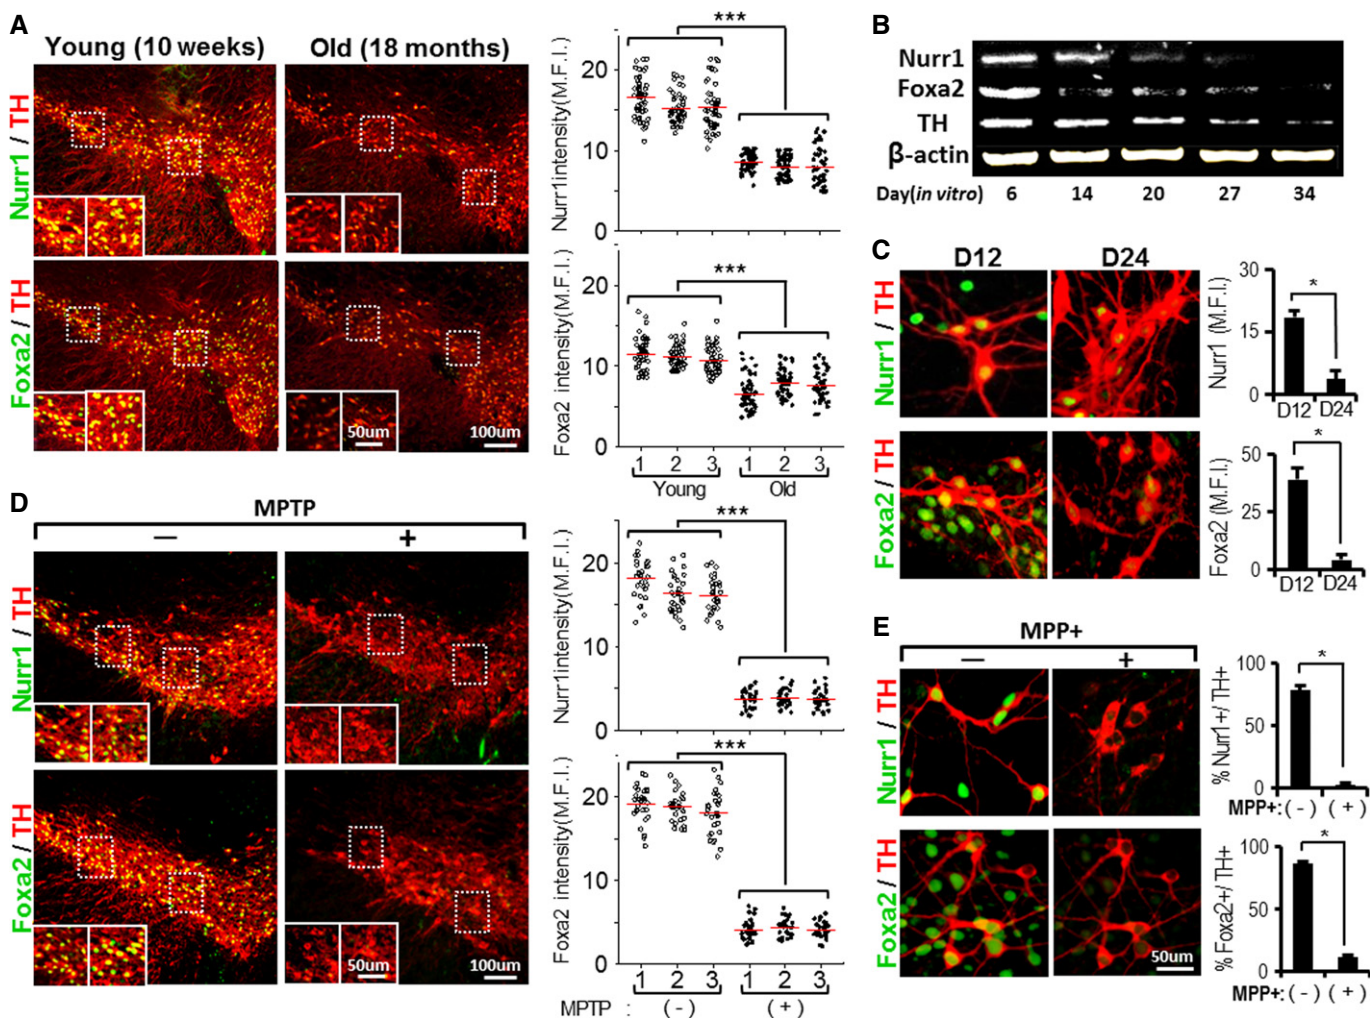 A
Young (10 weeks)
Old (18 months)
Nurr1 / TH
Foxa2 / TH
50um
100um
***
Nurr1intensity(M.F.I.)
20
10
0
***
Foxa2 intensity(M.F.I.)
20
10
0
1 2 3 1 2 3
Young Old
B
Nurr1
Foxa2
TH
β-actin
Day(in vitro) 6 14 20 27 34
C
D12 D24
Nurr1 / TH
Foxa2 / TH
Nurr1 (M.F.I.)
30
15
0
*
D12 D24
Foxa2 (M.F.I.)
50
25
0
*
D12 D24
D
MPTP
— +
Nurr1 / TH
Foxa2 / TH
50um
100um
***
Nurr1intensity(M.F.I.)
20
10
0
***
Foxa2 intensity(M.F.I.)
20
10
0
1 2 3 1 2 3
MPTP : (-) (+)
E
MPP+
— +
Nurr1 / TH
Foxa2 / TH
50um
% Nurr1+/ TH+
100
50
0
*
MPP+: (-) (+)
% Foxa2+/ TH+
100
50
0
*
MPP+: (-) (+)